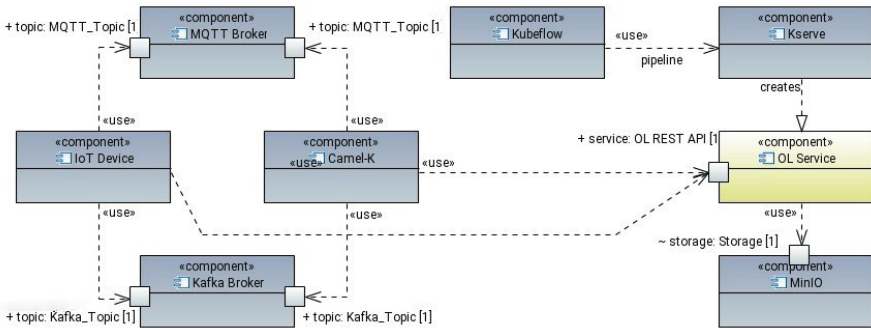 + topic: MQTT_Topic [1
«component»
MQTT Broker
+ topic: MQTT_Topic [1
«component»
Kubeflow
«use»
pipeline
«component»
Kserve
creates
«use»
«use»
«component»
IoT Device
«component»
Camel-K
«use»
«use»
+ service: OL REST API [1
«component»
OL Service
«use»
«use»
«use»
~ storage: Storage [1]
«component»
Kafka Broker
«component»
MinIO
+ topic: Kafka_Topic [1]
+ topic: Kafka_Topic [1]